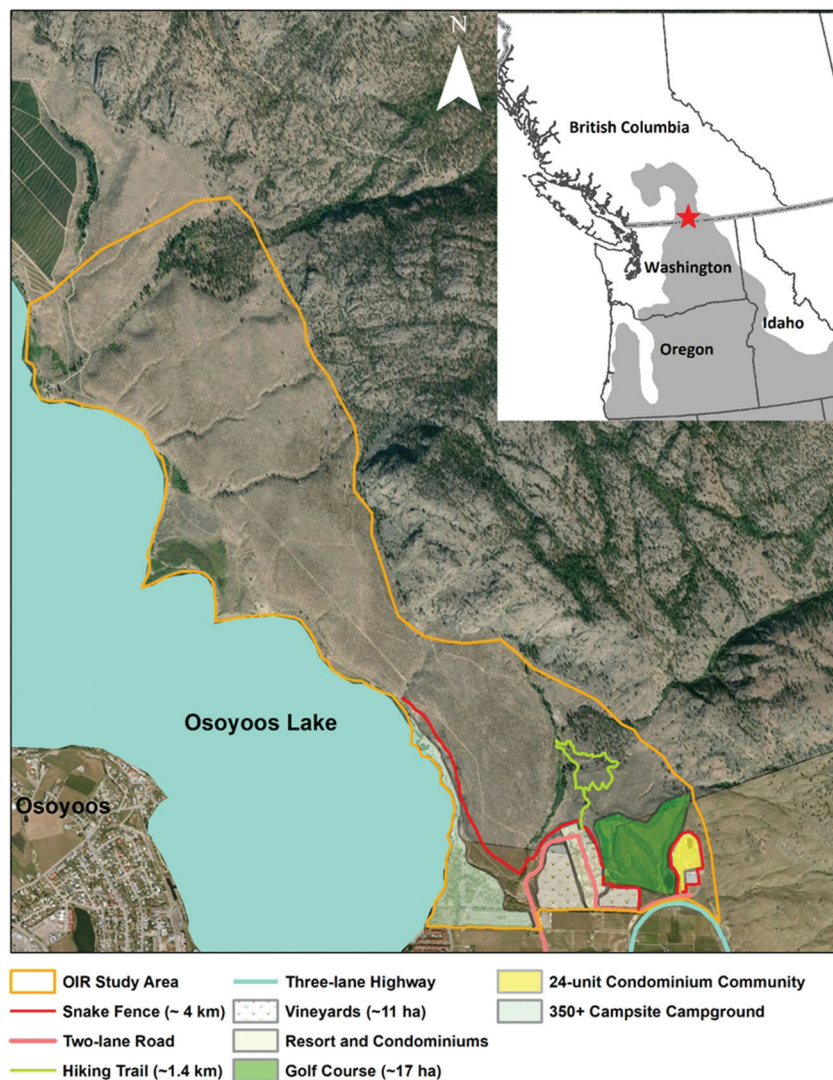 N
British Columbia
Washington
Idaho
Oregon
Osoyoos Lake
Osoyoos
OIR Study Area
Snake Fence (~ 4 km)
Two-lane Road
Hiking Trail (~1.4 km)
Three-lane Highway
Vineyards (~11 ha)
Resort and Condominiums
Golf Course (~17 ha)
24-unit Condominium Community
350+ Campsite Campground